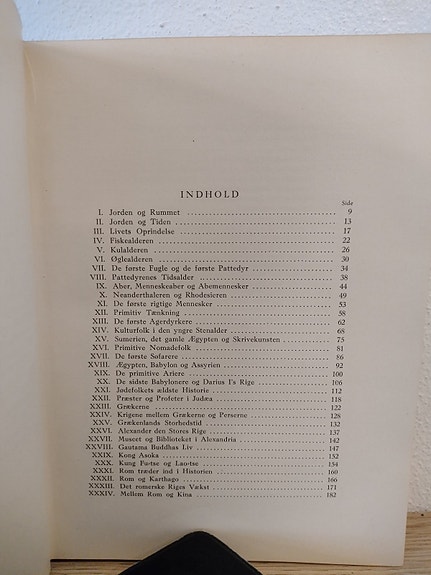 INDHOLD
Side
I. Jorden og Rummet 9
II. Jorden og Tiden 13
III. Livets Oprindelse 17
IV. Fiskealderen 22
V. Kulalderen 26
VI. Øglealderen 30
VII. De første Fugle og de første Pattedyr 34
VIII. Pattedyrenes Tidsalder 38
IX. Aber, Menneskeaber og Abemennesker 44
X. Neanderthaleren og Rhodesieren 49
XI. De første rigtige Mennesker 53
XII. Primitiv Tænkning 58
XIII. De første Agerdyrkere 62
XIV. Kulturfolk i den yngre Stenalder 68
XV. Sumerien, det gamle Ægypten og Skrivekunsten 75
XVI. Primitive Nomadefolk 81
XVII. De første Søfarere 86
XVIII. Ægypten, Babylon og Assyrien 92
XIX. De primitive Ariere 100
XX. De sidste Babylonere og Darius I's Rige 106
XXI. Jødefolkets ældste Historie 112
XXII. Præster og Profeter i Judæa 118
XXIII. Grækerne 122
XXIV. Krigene mellem Grækerne og Perserne 128
XXV. Grækenlands Storhedstid 132
XXVI. Alexander den Stores Rige 137
XXVII. Museet og Biblioteket i Alexandria 142
XXVIII. Gautama Buddhas Liv 147
XXIX. Kong Asoka 152
XXX. Kung Fu-tse og Lao-tse 154
XXXI. Rom træder ind i Historien 160
XXXII. Rom og Karthago 166
XXXIII. Det romerske Riges Vækst 171
XXXIV. Mellem Rom og Kina 182